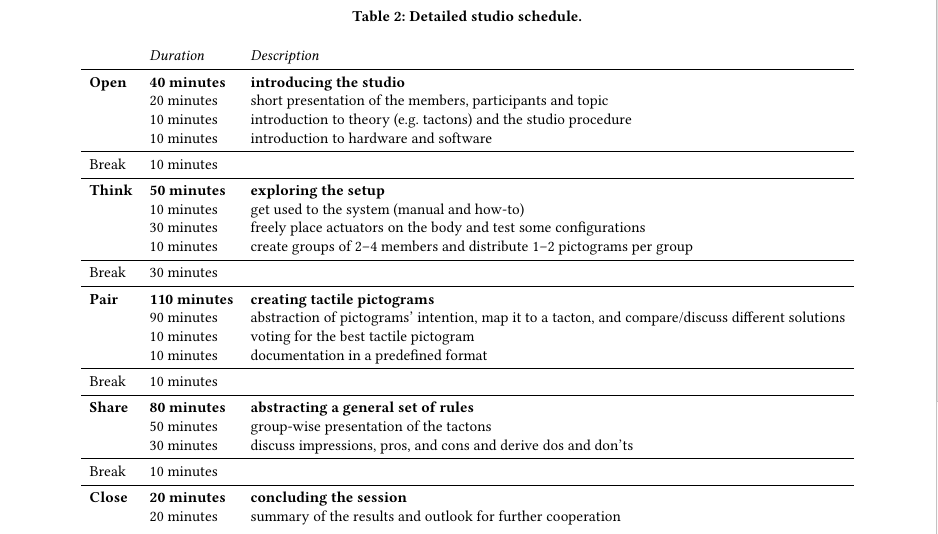 Table 2: Detailed studio schedule.
Duration Description
Open 40 minutes introducing the studio
20 minutes short presentation of the members, participants and topic
10 minutes introduction to theory (e.g. tactons) and the studio procedure
10 minutes introduction to hardware and software
Break 10 minutes
Think 50 minutes exploring the setup
10 minutes get used to the system (manual and how-to)
30 minutes freely place actuators on the body and test some configurations
10 minutes create groups of 2–4 members and distribute 1–2 pictograms per group
Break 30 minutes
Pair 110 minutes creating tactile pictograms
90 minutes abstraction of pictograms’ intention, map it to a tacton, and compare/discuss different solutions
10 minutes voting for the best tactile pictogram
10 minutes documentation in a predefined format
Break 10 minutes
Share 80 minutes abstracting a general set of rules
50 minutes group-wise presentation of the tactons
30 minutes discuss impressions, pros, and cons and derive dos and don’ts
Break 10 minutes
Close 20 minutes concluding the session
20 minutes summary of the results and outlook for further cooperation